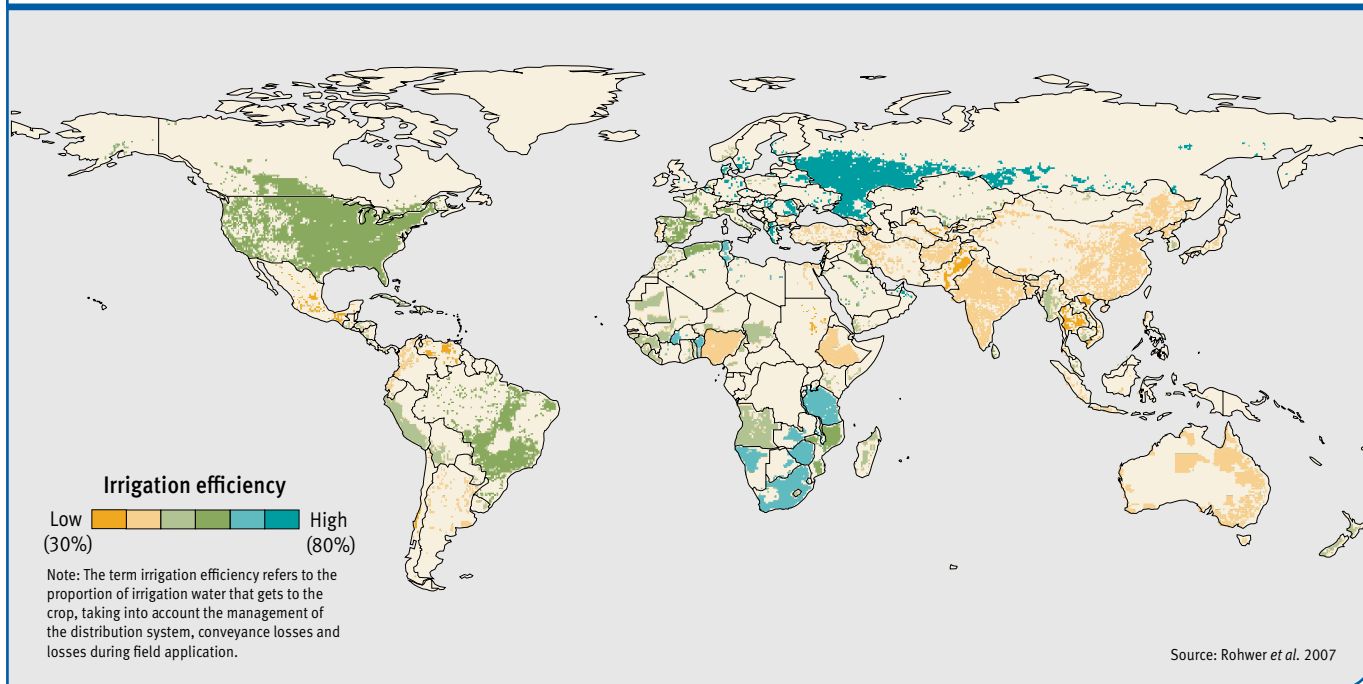 Irrigation efficiency
Low
(30%)
High
(80%)
Note: The term irrigation efficiency refers to the
proportion of irrigation water that gets to the
crop, taking into account the management of
the distribution system, conveyance losses and
losses during field application.
Source: Rohwer et al. 2007